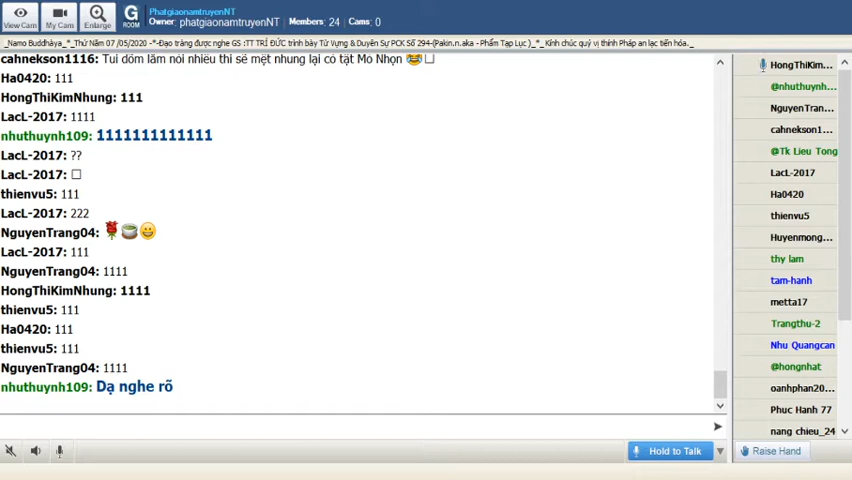 View Cam
My Cam
Enlarge
G
ROOM
PhatgiaonamtruyenNT
Owner: phatgiaonamtruyenNT Members: 24 Cams: 0
_Namo Buddhàya_*_Thứ Năm 07 /05/2020 -*-Đạo tràng được nghe GS :TT TRÍ ĐỨC trình bày Tứ Vựng & Duyên Sự PCK Số 294-(Pakin.n.aka - Phẩm Tạp Lục )_*_ Kính chúc quý vị thính Pháp an lạc tiến hóa._
cahnekson1116: Tui dốm lắm nói nhiều thì sẽ mệt nhưng lại có tật Mỏ Nhọn 😂□
Ha0420: 111
HongThiKimNhung: 111
LacL-2017: 1111
nhuthuynh109: 1111111111111
LacL-2017: ??
LacL-2017: □
thienvu5: 111
LacL-2017: 222
NguyenTrang04: 🌹🍵😀
LacL-2017: 111
NguyenTrang04: 1111
HongThiKimNhung: 1111
thienvu5: 111
Ha0420: 111
thienvu5: 111
NguyenTrang04: 1111
nhuthuynh109: Dạ nghe rõ
HongThiKim...
@nhuthuynh...
NguyenTran...
cahnekson1...
@Tk Lieu Tong
LacL-2017
Ha0420
thienvu5
Huyenmong...
thy lam
tam-hanh
metta17
Trangthu-2
Nhu Quangcan
@hongnhat
oanhphan20...
Phuc Hanh 77
nang chieu_24
Hold to Talk
Raise Hand